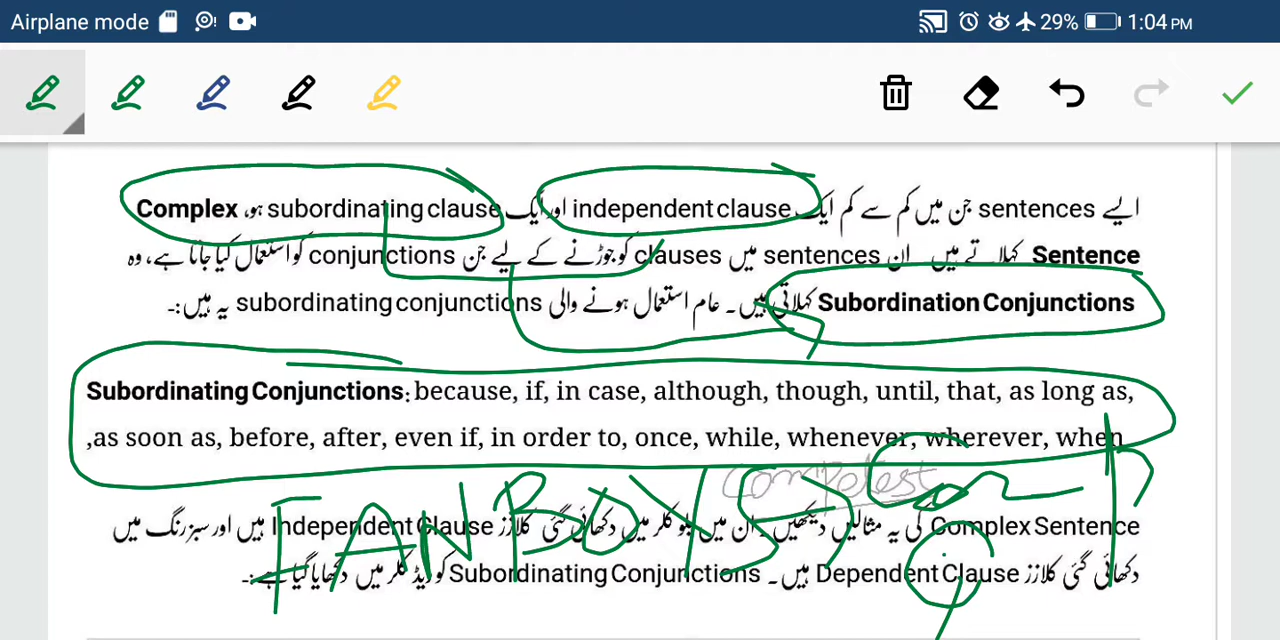 Airplane mode 29% 1:04 PM
ایسے sentences جن میں کم سے کم ایک independent clause اور ایک subordinating clause ہو، Complex
Sentence کہلاتے ہیں۔ ان sentences میں clauses کو جوڑنے کے لیے جن conjunctions کو استعمال کیا جاتا ہے، وہ
Subordination Conjunctions کہلاتی ہیں۔ عام استعمال ہونے والی subordinating conjunctions یہ ہیں:۔
Subordinating Conjunctions: because, if, in case, although, though, until, that, as long as,
,as soon as, before, after, even if, in order to, once, while, whenever, wherever, when
Complex Sentence کی یہ مثالیں دیکھیں۔ ان میں بلو کلر میں دکھائی گئی کلازز Independent Clause ہیں اور سبز رنگ میں
دکھائی گئی کلازز Dependent Clause ہیں۔ Subordinating Conjunctions کو ریڈ کلر میں دکھایا گیا ہے:۔
FANBOYS